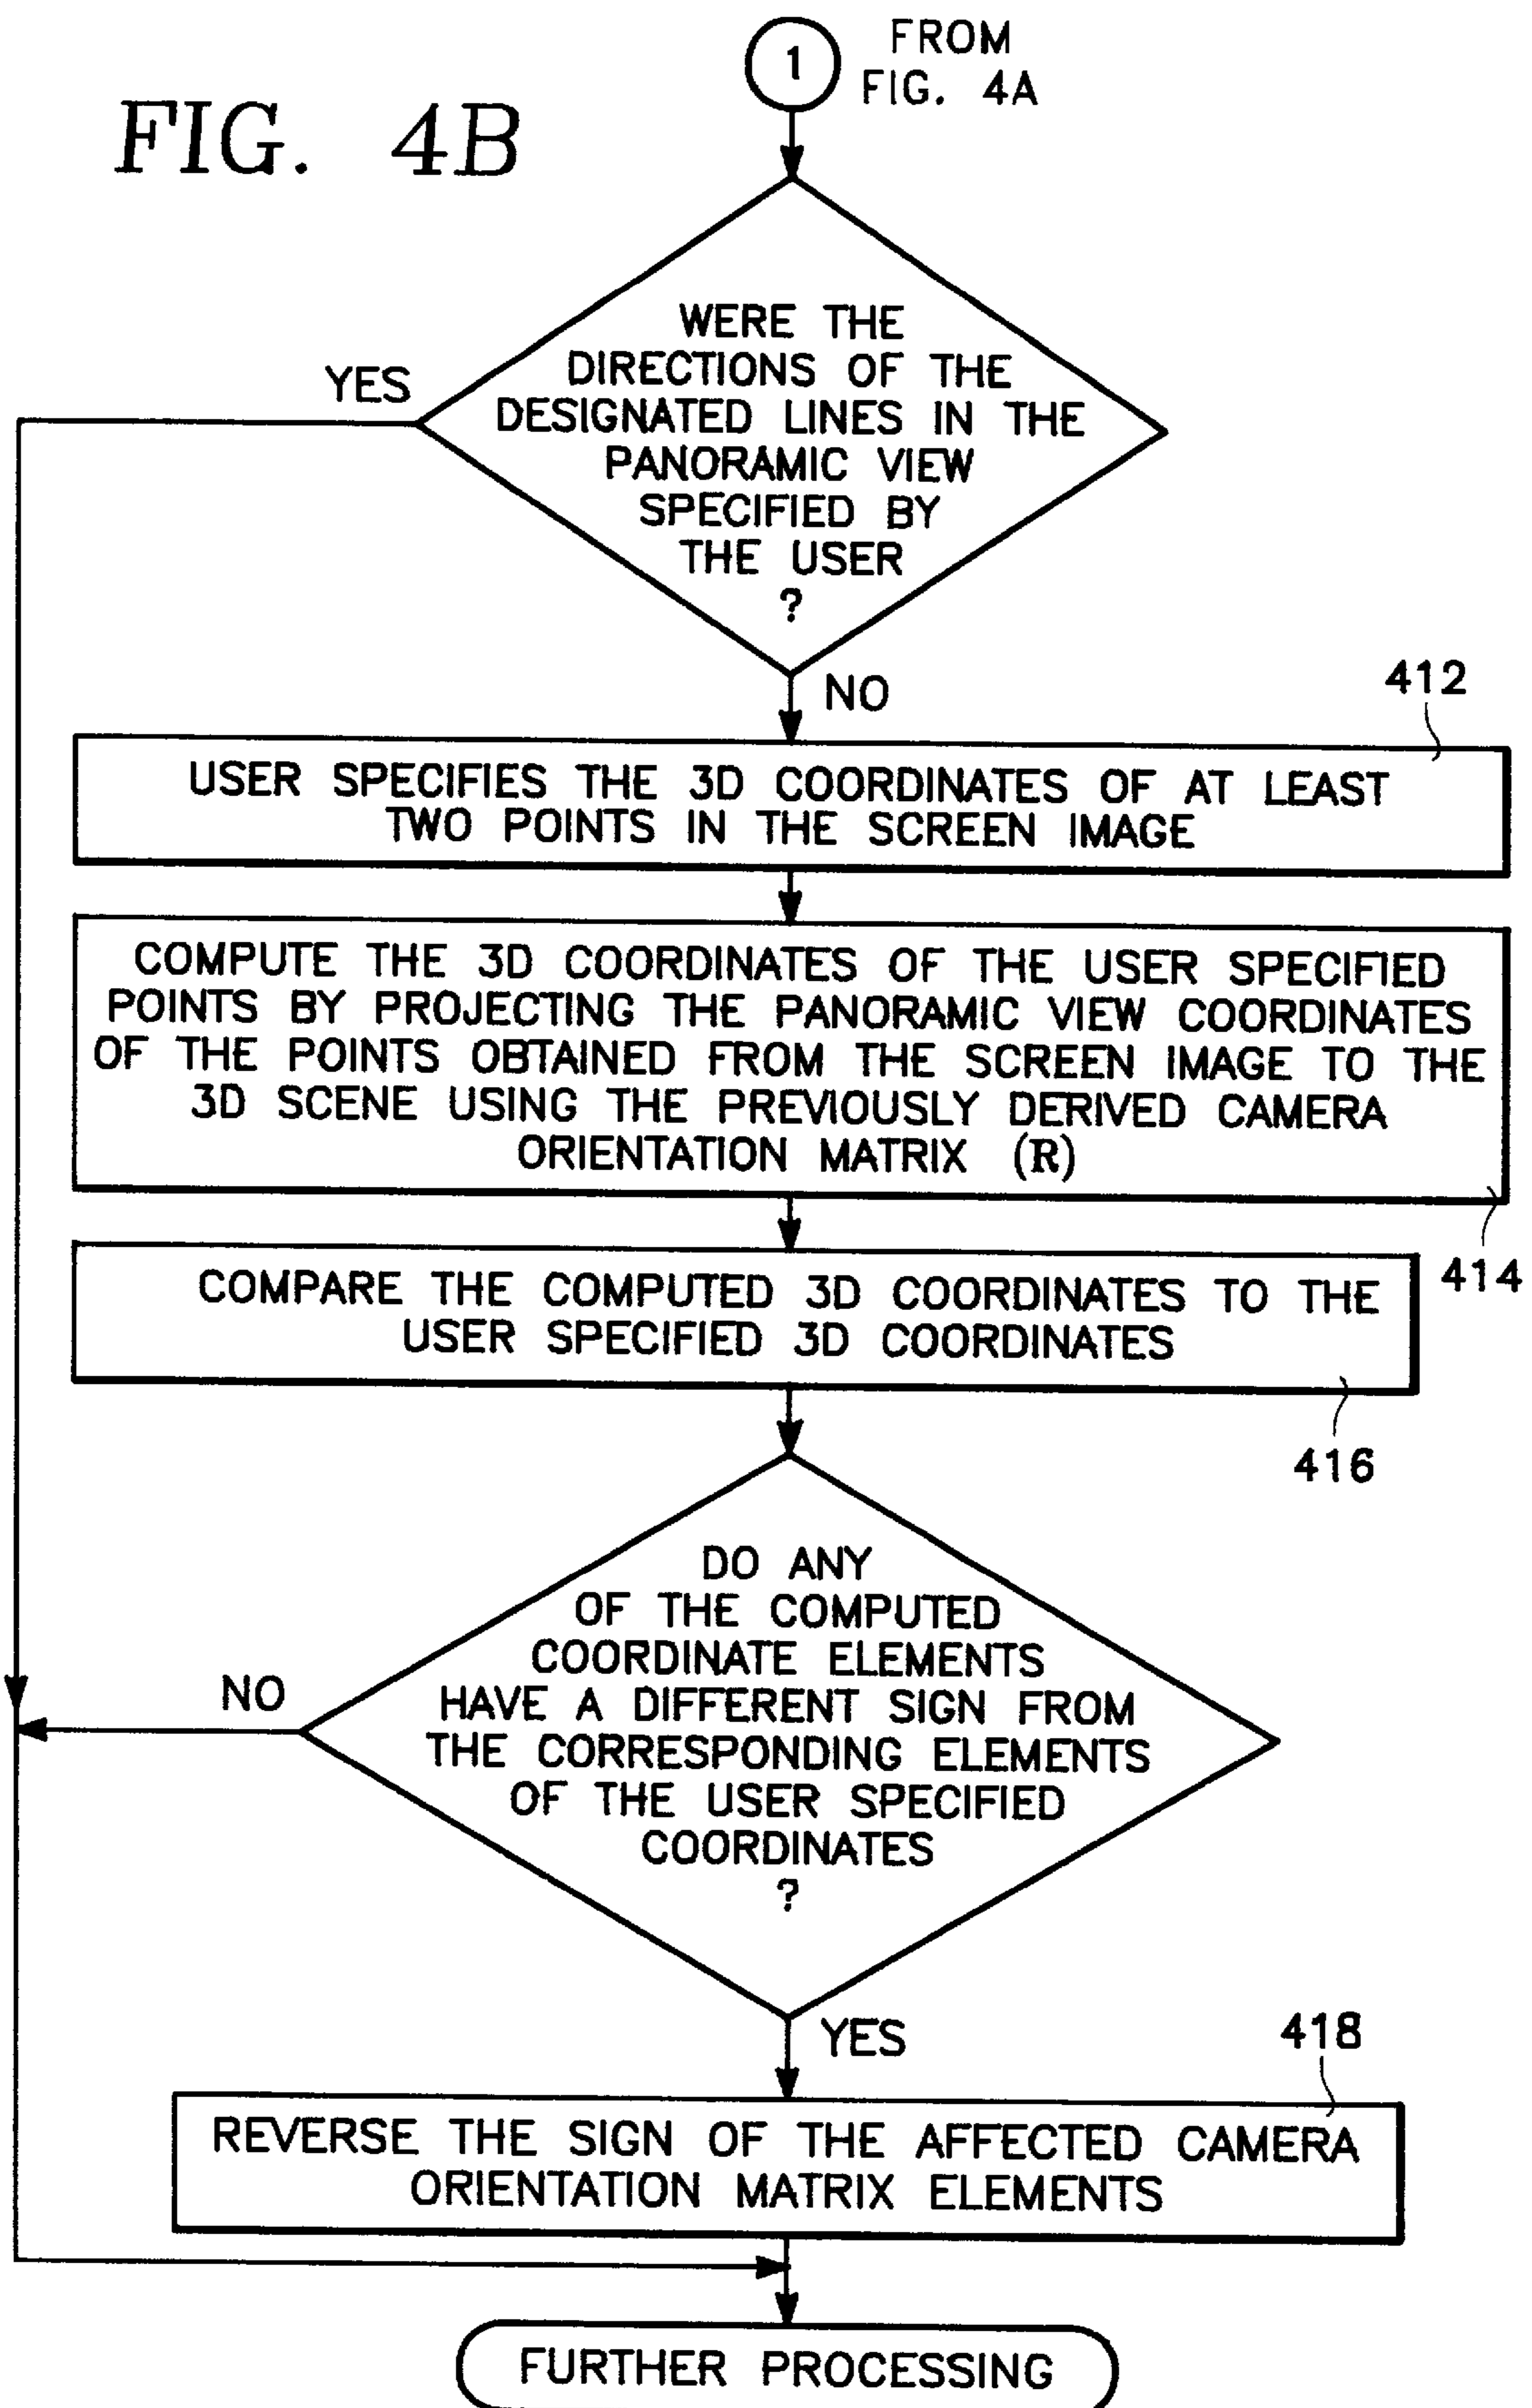 1
FROM
FIG. 4A
FIG. 4B
WERE THE
DIRECTIONS OF THE
DESIGNATED LINES IN THE
PANORAMIC VIEW
SPECIFIED BY
THE USER
?
YES
NO
412
USER SPECIFIES THE 3D COORDINATES OF AT LEAST
TWO POINTS IN THE SCREEN IMAGE
COMPUTE THE 3D COORDINATES OF THE USER SPECIFIED
POINTS BY PROJECTING THE PANORAMIC VIEW COORDINATES
OF THE POINTS OBTAINED FROM THE SCREEN IMAGE TO THE
3D SCENE USING THE PREVIOUSLY DERIVED CAMERA
ORIENTATION MATRIX (R)
414
COMPARE THE COMPUTED 3D COORDINATES TO THE
USER SPECIFIED 3D COORDINATES
416
DO ANY
OF THE COMPUTED
COORDINATE ELEMENTS
HAVE A DIFFERENT SIGN FROM
THE CORRESPONDING ELEMENTS
OF THE USER SPECIFIED
COORDINATES
?
NO
YES
418
REVERSE THE SIGN OF THE AFFECTED CAMERA
ORIENTATION MATRIX ELEMENTS
FURTHER PROCESSING